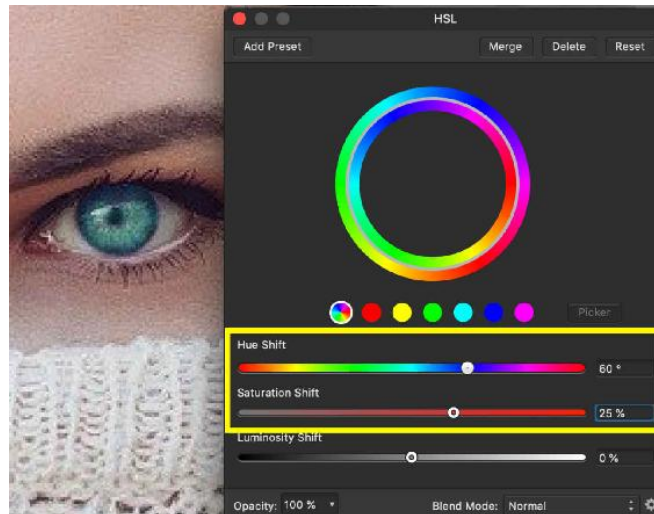 HSL
Add Preset Merge Delete Reset
Picker
Hue Shift
60 °
Saturation Shift
25 %
Luminosity Shift
0 %
Opacity: 100 % Blend Mode: Normal